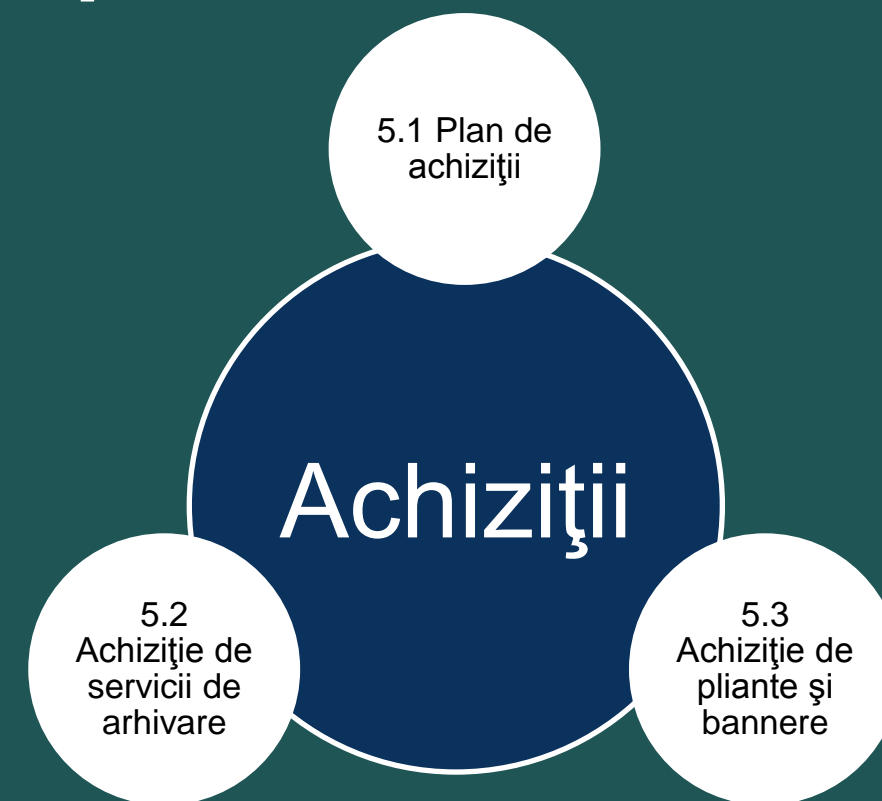 5.1 Plan de
achiziţii
Achiziţii
5.2
Achiziţie de
servicii de
arhivare
5.3
Achiziţie de
pliante şi
bannere